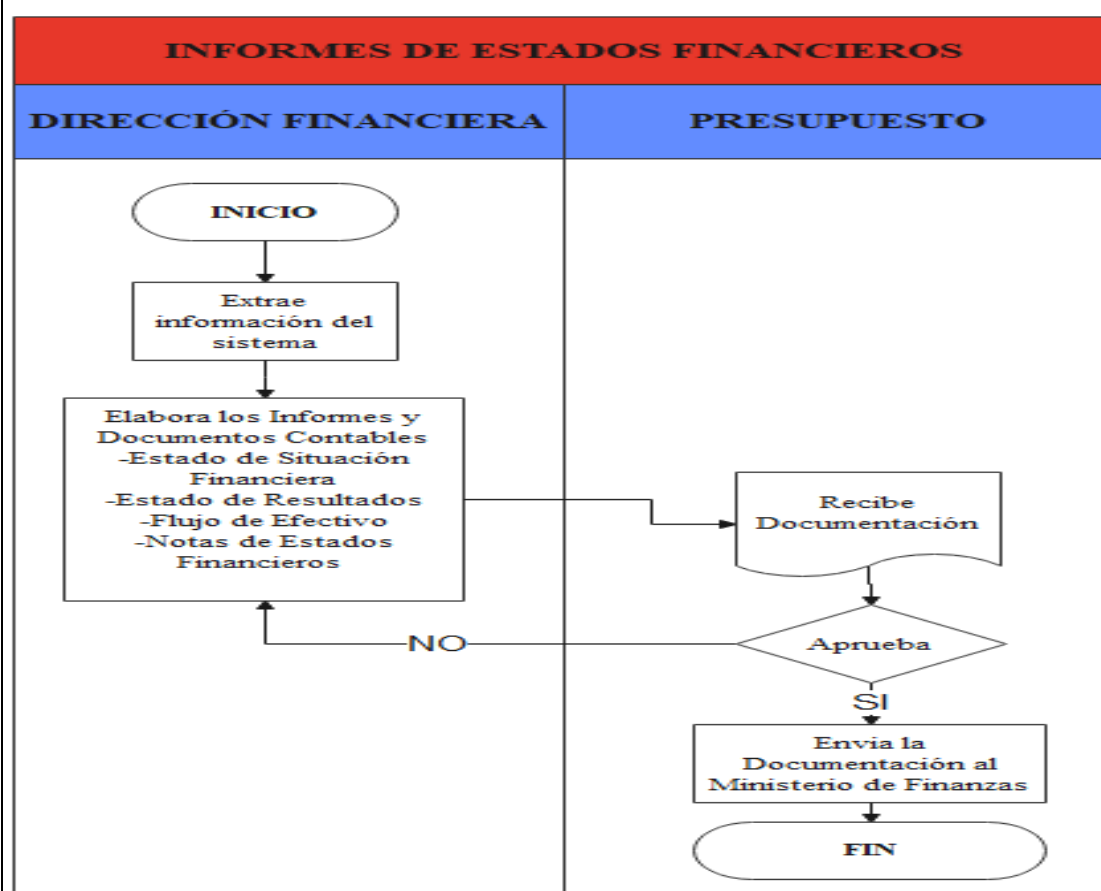 INFORMES DE ESTADOS FINANCIEROS
DIRECCIÓN FINANCIERA
PRESUPUESTO
INICIO
Extrae
información del
sistema
Elabora los Informes y
Documentos Contables
-Estado de Situación
Financiera
-Estado de Resultados
-Flujo de Efectivo
-Notas de Estados
Financieros
Recibe
Documentación
Aprueba
NO
SI
Envia la
Documentación al
Ministerio de Finanzas
FIN